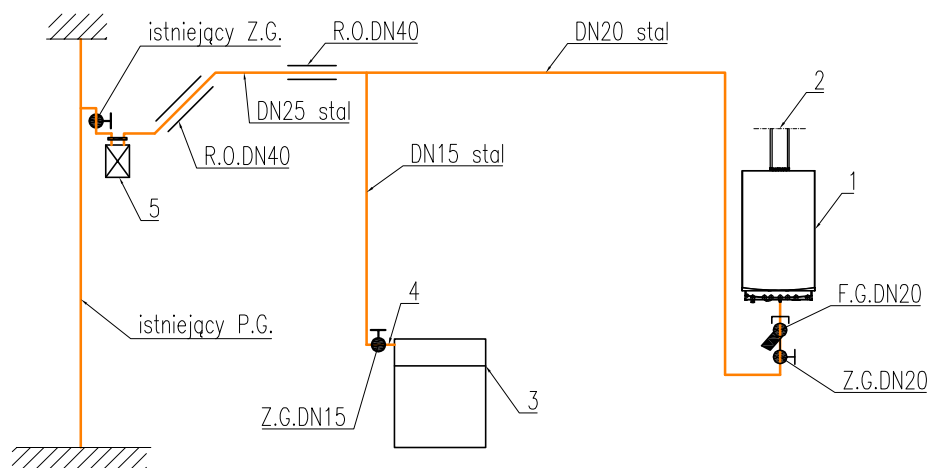 istniejący Z.G.
R.O.DN40
DN20 stal
DN25 stal
2
R.O.DN40
DN15 stal
1
5
4
F.G.DN20
istniejący P.G.
Z.G.DN20
3
Z.G.DN15